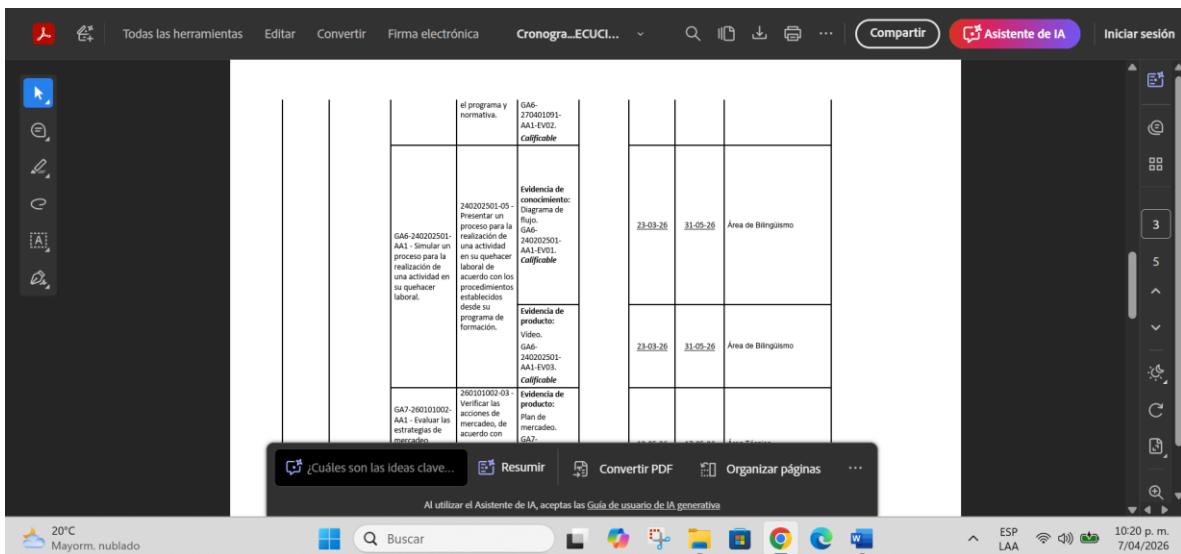 Todas las herramientas Editar Convertir Firma electrónica Cronogra...ECUCI... Compartir Asistente de IA Iniciar sesión
el programa y
normativa.
GA6-
270401091-
AA1-EV02.
Calificable
GA6-240202501-
AA1 - Simular un
proceso para la
realización de
una actividad en
su quehacer
laboral.
240202501-05 -
Presentar un
proceso para la
realización de
una actividad
en su quehacer
laboral de
acuerdo con los
procedimientos
establecidos
desde su
programa de
formación.
Evidencia de
conocimiento:
Diagrama de
flujo.
GA6-
240202501-
AA1-EV01.
Calificable
23-03-26 31-05-26 Área de Bilingüismo
Evidencia de
producto:
Vídeo.
GA6-
240202501-
AA1-EV03.
Calificable
23-03-26 31-05-26 Área de Bilingüismo
GA7-260101002-
AA1 - Evaluar las
estrategias de
mercadeo
260101002-03 -
Verificar las
acciones de
mercadeo, de
acuerdo con
Evidencia de
producto:
Plan de
mercadeo.
GA7-
3
5
¿Cuáles son las ideas clave... Resumir Convertir PDF Organizar páginas
Al utilizar el Asistente de IA, aceptas las Guía de usuario de IA generativa
20°C
Mayorm. nublado
Buscar
ESP
LAA
10:20 p. m.
7/04/2026